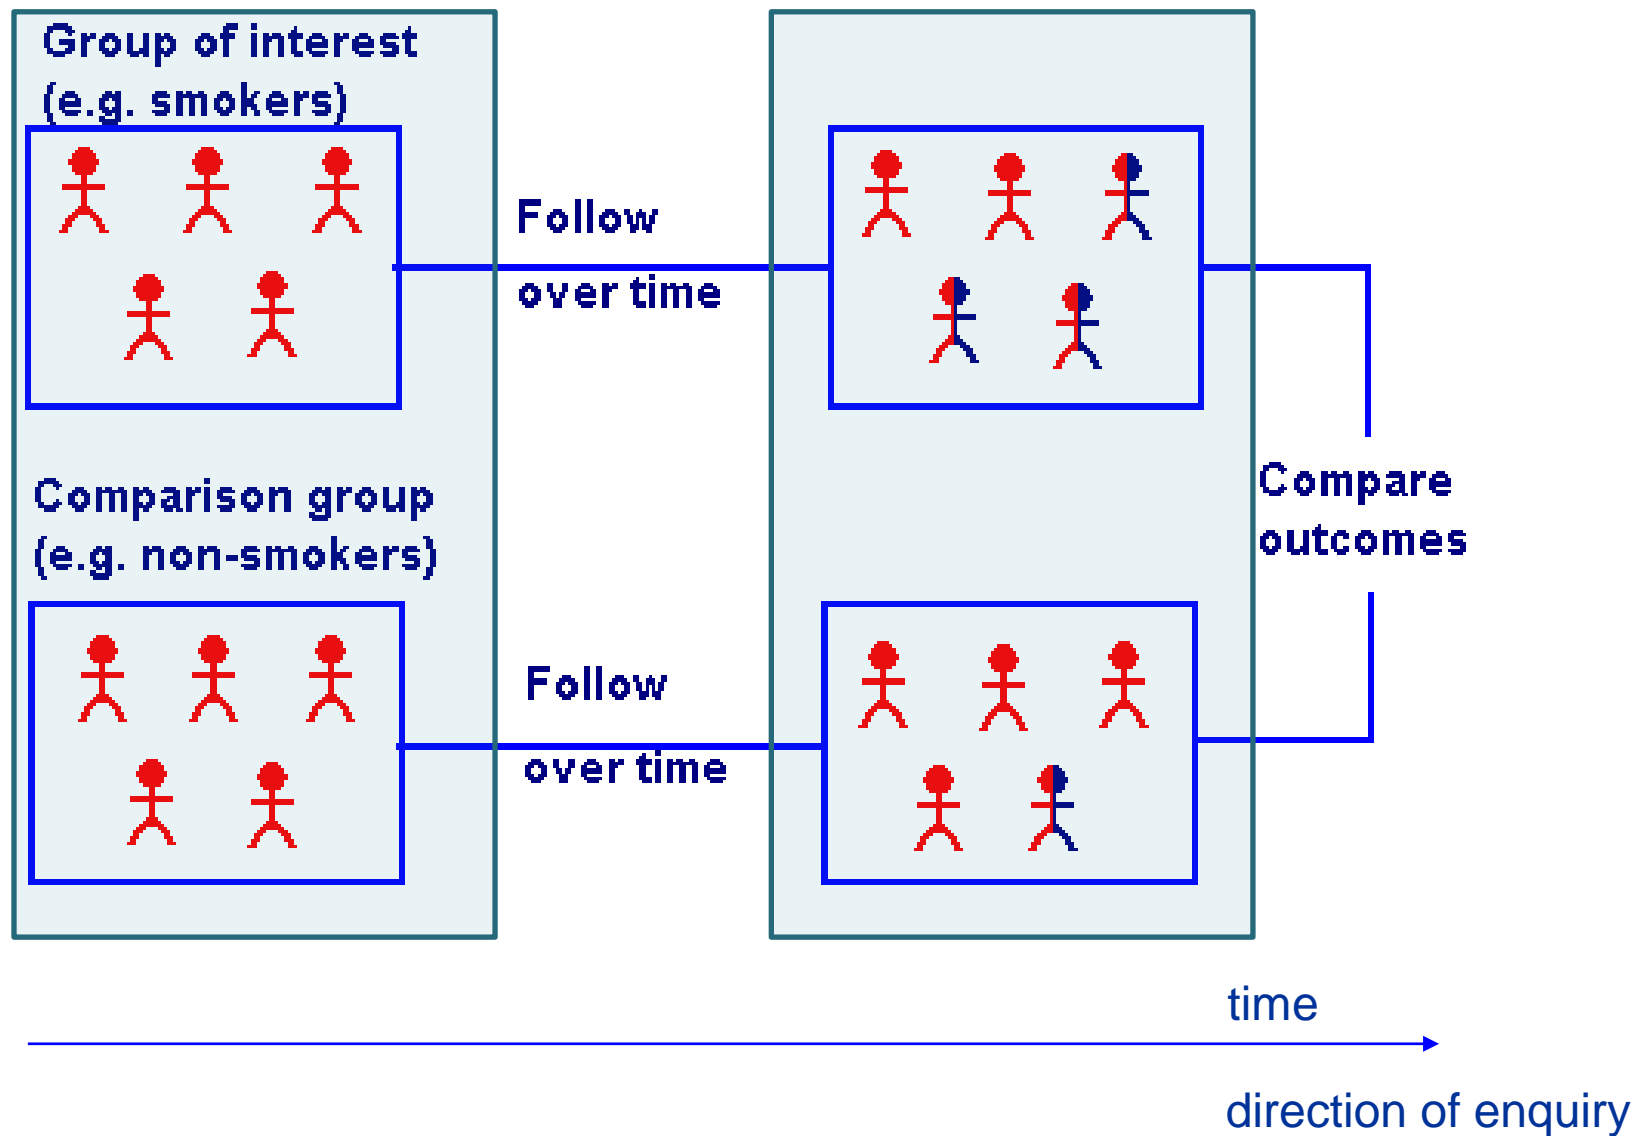 Group of interest
(e.g. smokers)
Follow
over time
Comparison group
(e.g. non-smokers)
Follow
over time
Compare
outcomes
time
direction of enquiry